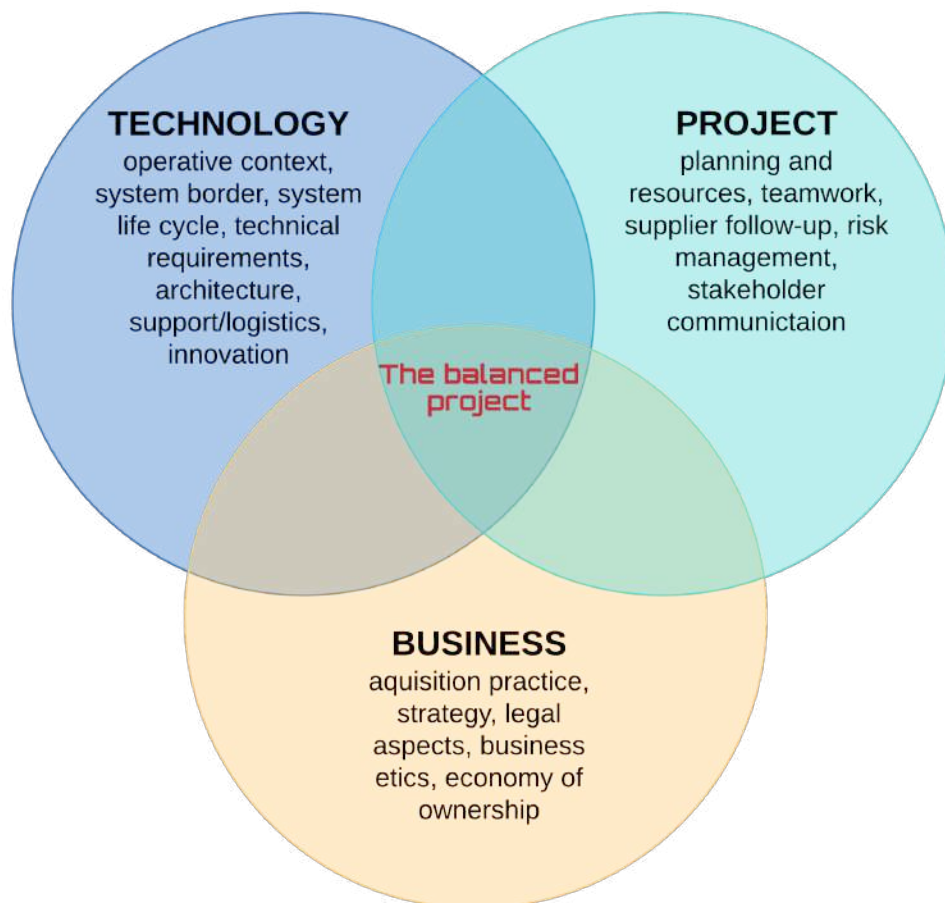 TECHNOLOGY
operative context,
system border, system
life cycle, technical
requirements,
architecture,
support/logistics,
innovation
PROJECT
planning and
resources, teamwork,
supplier follow-up, risk
management,
stakeholder
communictaion
The balanced
project
BUSINESS
aquisition practice,
strategy, legal
aspects, business
etics, economy of
ownership